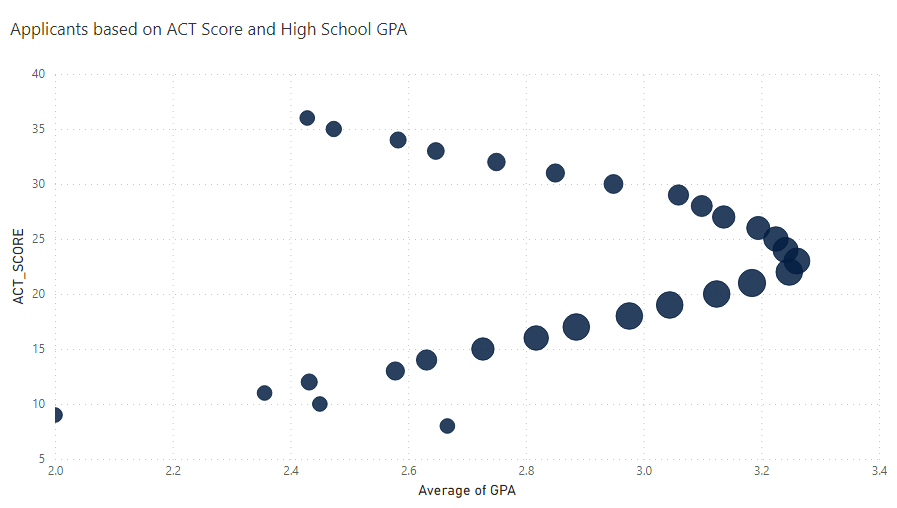 Applicants based on ACT Score and High School GPA
40
35
30
25
20
15
10
5
ACT_SCORE
2.0 2.2 2.4 2.6 2.8 3.0 3.2 3.4
Average of GPA